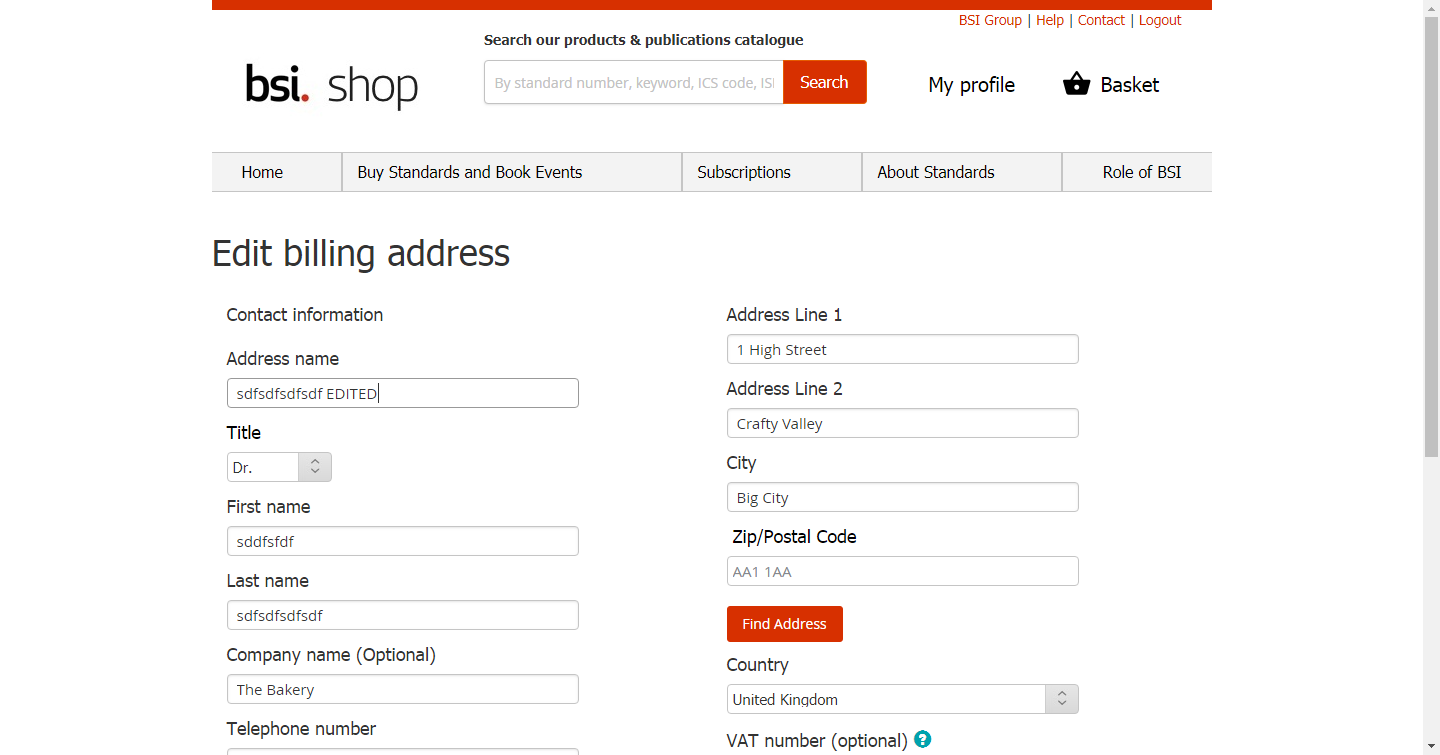 BSI Group | Help | Contact | Logout
Search our products & publications catalogue
bsi. shop
By standard number, keyword, ICS code, ISI
Search
My profile
Basket
Home
Buy Standards and Book Events
Subscriptions
About Standards
Role of BSI
Edit billing address
Contact information
Address name
sdfsdfsdfsdf EDITED
Title
Dr.
First name
sddfsfdf
Last name
sdfsdfsdfsdf
Company name (Optional)
The Bakery
Telephone number
Address Line 1
1 High Street
Address Line 2
Crafty Valley
City
Big City
Zip/Postal Code
AA1 1AA
Find Address
Country
United Kingdom
VAT number (optional) ?